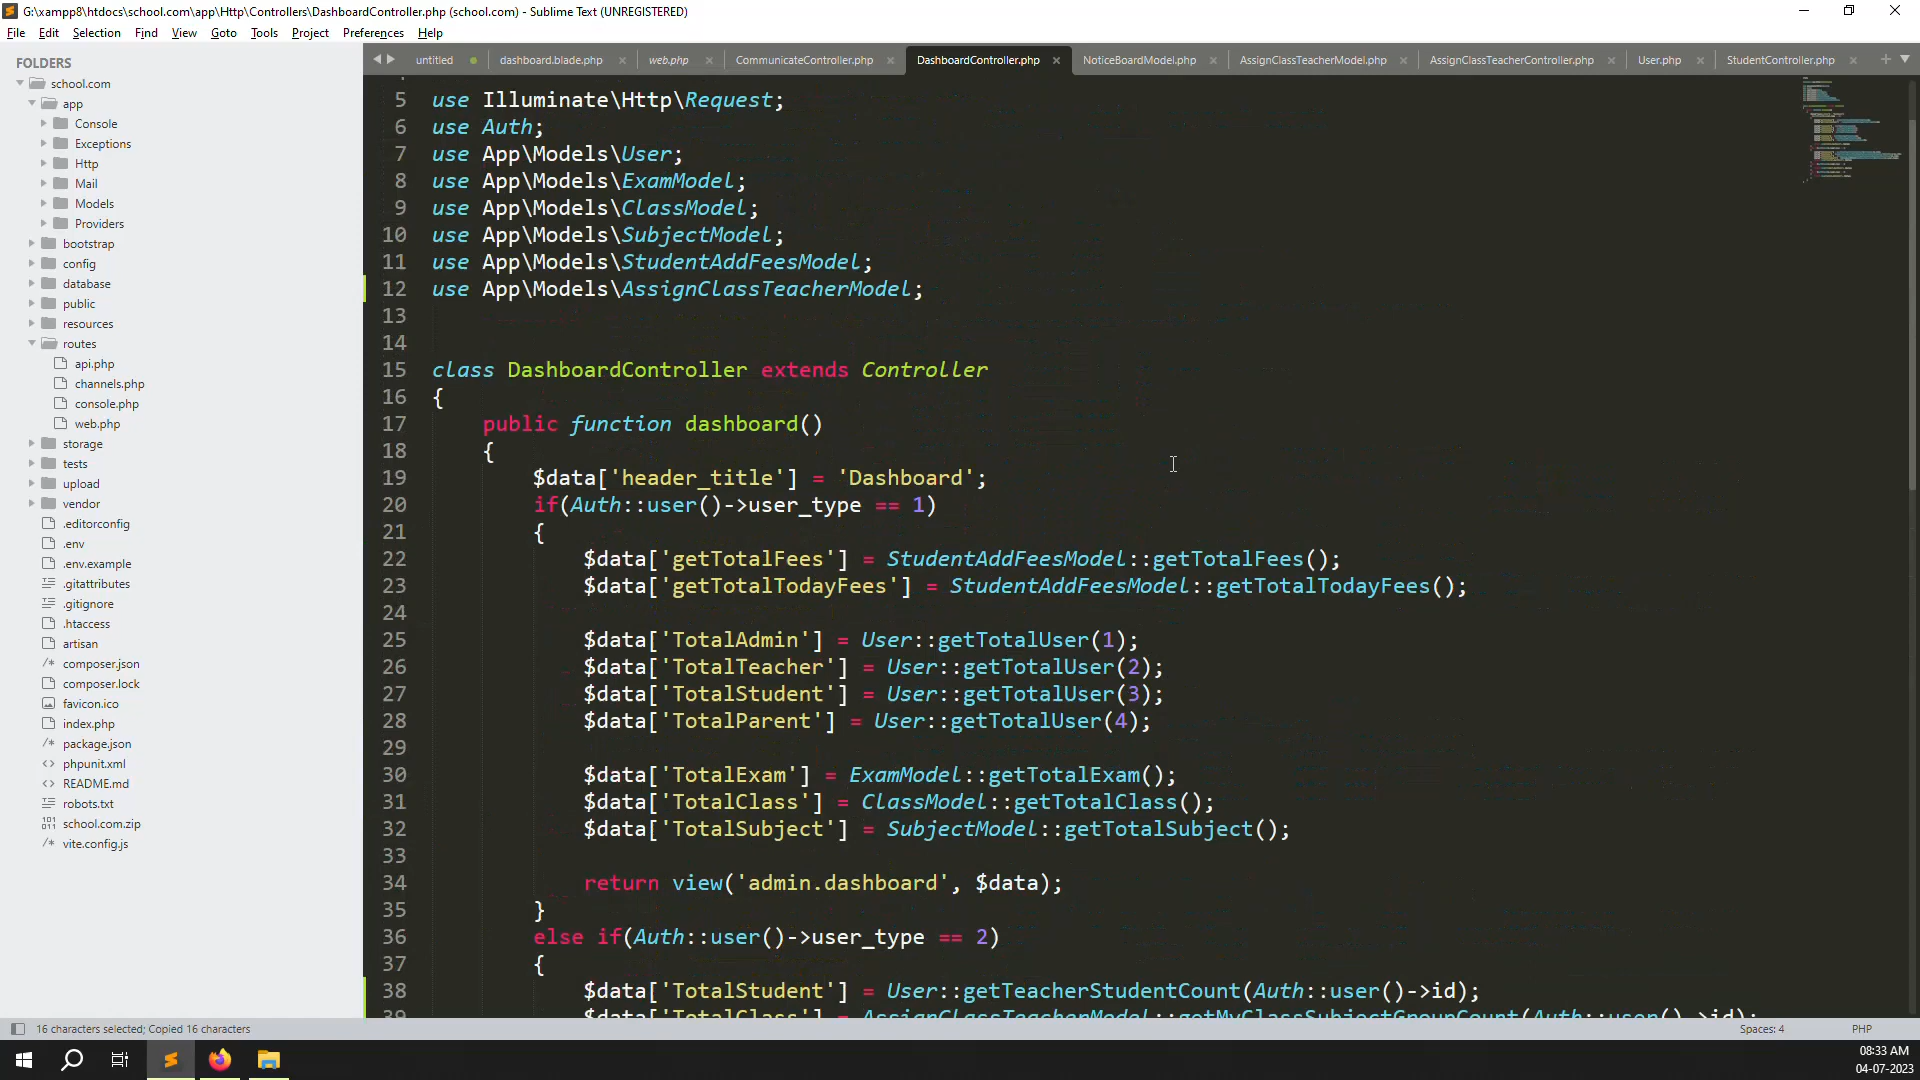 G:\xampp8\htdocs\school.com\app\Http\Controllers\DashboardController.php (school.com) - Sublime Text (UNREGISTERED)
File Edit Selection Find View Goto Tools Project Preferences Help
untitled dashboard.blade.php web.php CommunicateController.php DashboardController.php NoticeBoardModel.php AssignClassTeacherModel.php AssignClassTeacherController.php User.php StudentController.php
FOLDERS
school.com
app
Console
Exceptions
Http
Mail
Models
Providers
bootstrap
config
database
public
resources
routes
api.php
channels.php
console.php
web.php
storage
tests
upload
vendor
.editorconfig
.env
.env.example
.gitattributes
.gitignore
.htaccess
artisan
composer.json
composer.lock
favicon.ico
index.php
package.json
phpunit.xml
README.md
robots.txt
school.com.zip
vite.config.js
5 use Illuminate\Http\Request;
6 use Auth;
7 use App\Models\User;
8 use App\Models\ExamModel;
9 use App\Models\ClassModel;
10 use App\Models\SubjectModel;
11 use App\Models\StudentAddFeesModel;
12 use App\Models\AssignClassTeacherModel;
13
14
15 class DashboardController extends Controller
16 {
17 public function dashboard()
18 {
19 $data['header_title'] = 'Dashboard';
20 if(Auth::user()->user_type == 1)
21 {
22 $data['getTotalFees'] = StudentAddFeesModel::getTotalFees();
23 $data['getTotalTodayFees'] = StudentAddFeesModel::getTotalTodayFees();
24
25 $data['TotalAdmin'] = User::getTotalUser(1);
26 $data['TotalTeacher'] = User::getTotalUser(2);
27 $data['TotalStudent'] = User::getTotalUser(3);
28 $data['TotalParent'] = User::getTotalUser(4);
29
30 $data['TotalExam'] = ExamModel::getTotalExam();
31 $data['TotalClass'] = ClassModel::getTotalClass();
32 $data['TotalSubject'] = SubjectModel::getTotalSubject();
33
34 return view('admin.dashboard', $data);
35 }
36 else if(Auth::user()->user_type == 2)
37 {
38 $data['TotalStudent'] = User::getTeacherStudentCount(Auth::user()->id);
39 $data['TotalClass'] = AssignClassTeacherModel::getMyClassSubjectGroupCount(Auth::user()->id);
16 characters selected; Copied 16 characters
Spaces: 4 PHP
08:33 AM
04-07-2023